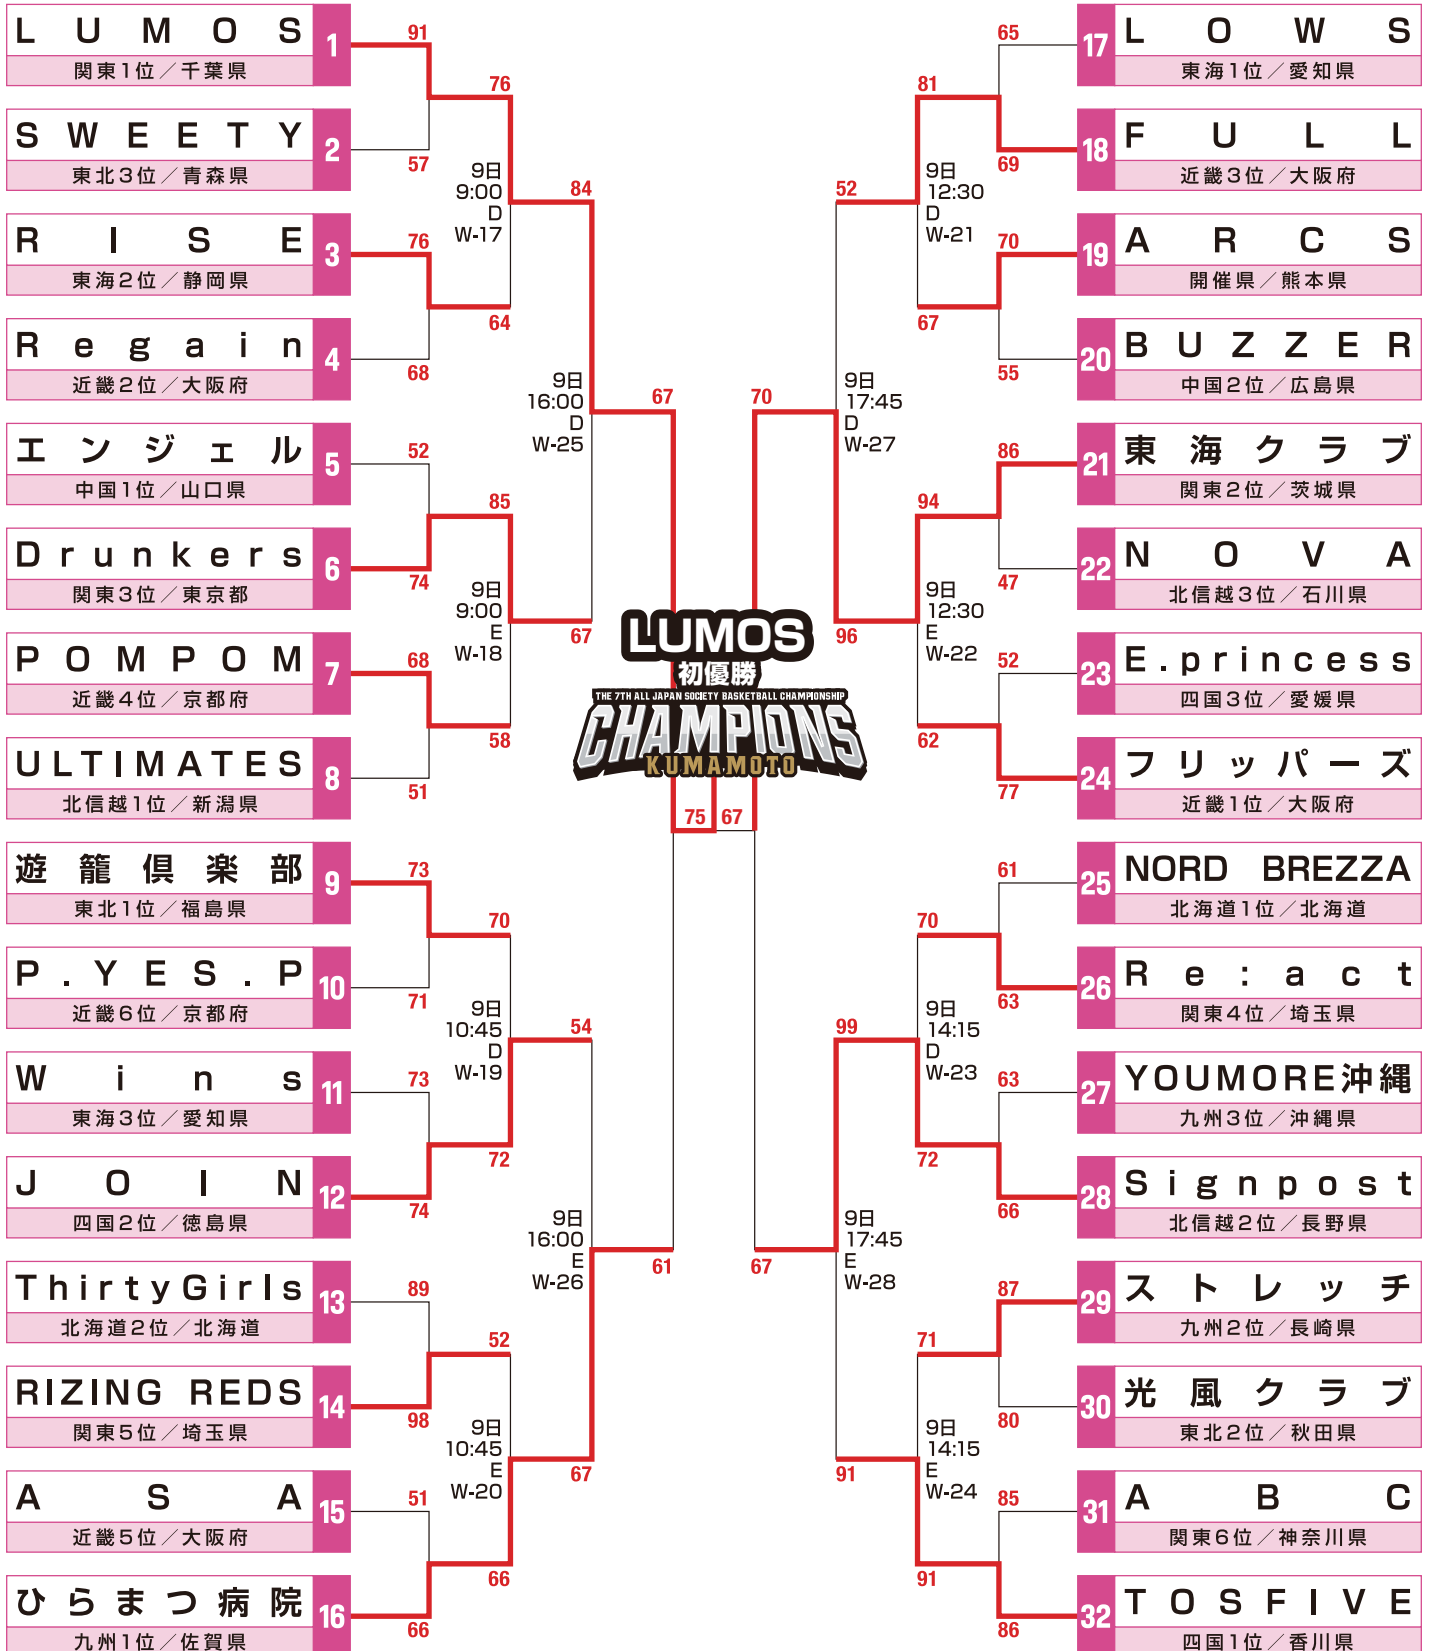 LUMOS
関東1位／千葉県
1
91
SWEETY
東北3位／青森県
2
57
76
RISE
東海2位／静岡県
3
76
Regain
近畿2位／大阪府
4
68
64
9日
9:00
D
W-17
84
エンジェル
中国1位／山口県
5
52
Drunkers
関東3位／東京都
6
74
85
POMPOM
近畿4位／京都府
7
68
ULTIMATES
北信越1位／新潟県
8
51
58
9日
9:00
E
W-18
67
9日
16:00
D
W-25
67
遊籠倶楽部
東北1位／福島県
9
73
P.YES.P
近畿6位／京都府
10
71
70
Wins
東海3位／愛知県
11
73
JOIN
四国2位／徳島県
12
74
72
9日
10:45
D
W-19
54
ThirtyGirls
北海道2位／北海道
13
89
RIZING REDS
関東5位／埼玉県
14
98
52
ASA
近畿5位／大阪府
15
51
ひらまつ病院
九州1位／佐賀県
16
66
66
9日
10:45
E
W-20
67
9日
16:00
E
W-26
61
LUMOS
初優勝
THE 7TH ALL JAPAN SOCIETY BASKETBALL CHAMPIONSHIP
CHAMPIONS
KUMAMOTO
75 67
65
17
LOWS
東海1位／愛知県
81
69
18
FULL
近畿3位／大阪府
70
19
ARCS
開催県／熊本県
67
55
20
BUZZER
中国2位／広島県
9日
12:30
D
W-21
52
86
21
東海クラブ
関東2位／茨城県
94
47
22
NOVA
北信越3位／石川県
52
23
E.princess
四国3位／愛媛県
62
77
24
フリッパーズ
近畿1位／大阪府
9日
12:30
E
W-22
96
9日
17:45
D
W-27
70
61
25
NORD BREZZA
北海道1位／北海道
70
63
26
Re:act
関東4位／埼玉県
63
27
YOUMORE沖縄
九州3位／沖縄県
72
66
28
Signpost
北信越2位／長野県
9日
14:15
D
W-23
99
87
29
ストレッチ
九州2位／長崎県
71
80
30
光風クラブ
東北2位／秋田県
85
31
ABC
関東6位／神奈川県
91
86
32
TOSFIVE
四国1位／香川県
9日
14:15
E
W-24
91
9日
17:45
E
W-28
67